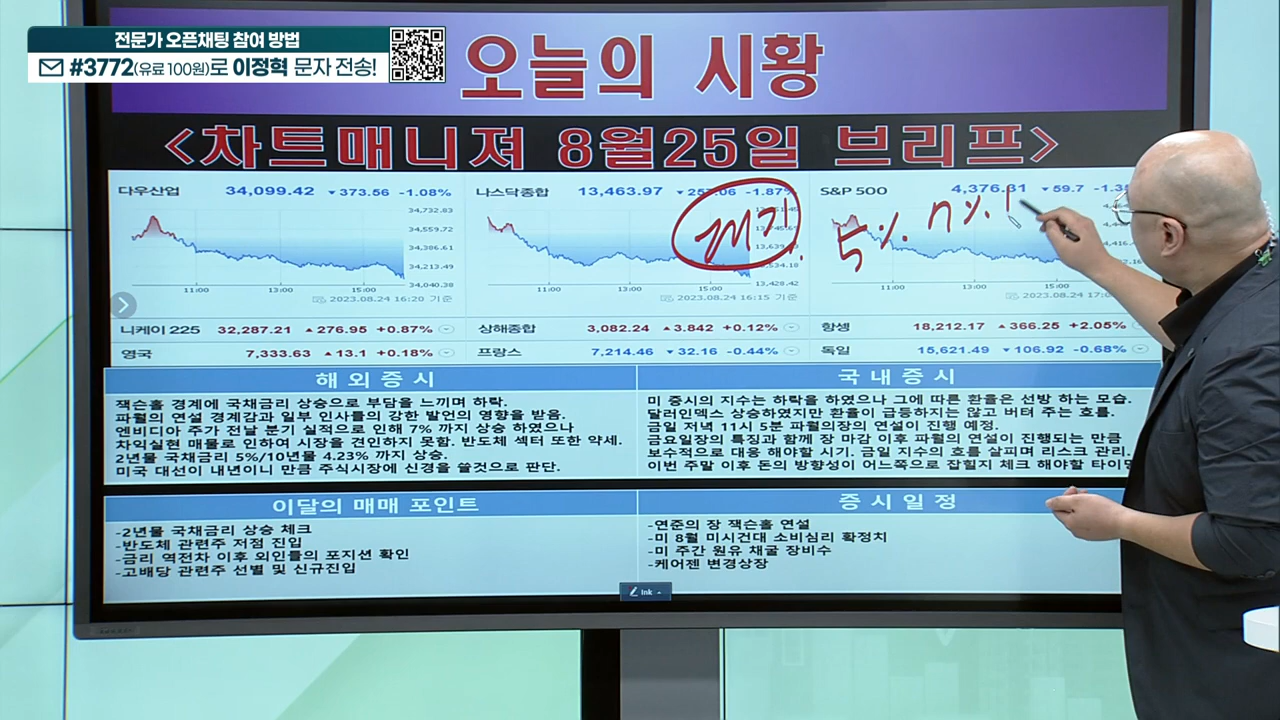 전문가 오픈채팅 참여 방법
#3772(유료 100원)로 이정혁 문자 전송!
오늘의 시황
<차트매니져 8월25일 브리프>
다우산업 34,099.42 ▼373.56 -1.08%
34,732.83
34,559.72
34,386.61
34,213.49
34,040.38
11:00 13:00 15:00
2023.08.24 16:20 기준
나스닥종합 13,463.97 -1.87%
13,428.42
11:00 13:00 15:00
2023.08.24 16:15 기준
S&P 500 4,376.31 ▼59.7
11:00 13:00 15:00
2023.08.24
5%
니케이 225 32,287.21 ▲276.95 +0.87%
상해종합 3,082.24 ▲3.842 +0.12%
항셍 18,212.17 ▲366.25 +2.05%
영국 7,333.63 ▲13.1 +0.18%
프랑스 7,214.46 ▼32.16 -0.44%
독일 15,621.49 ▼106.92 -0.68%
해외증시
잭슨홀 경계에 국채금리 상승으로 부담을 느끼며 하락.
파월의 연설 경계감과 일부 인사들의 강한 발언의 영향을 받음.
엔비디아 주가 전날 분기 실적으로 인해 7% 까지 상승 하였으나
차익실현 매물로 인하여 시장을 견인하지 못함. 반도체 섹터 또한 약세.
2년물 국채금리 5%/10년물 4.23% 까지 상승.
미국 대선이 내년이니 만큼 주식시장에 신경을 쓸것으로 판단.
국내증시
미 증시의 지수는 하락을 하였으나 그에 따른 환율은 선방 하는 모습.
달러인덱스 상승하였지만 환율이 급등하지는 않고 버텨 주는 흐름.
금일 저녁 11시 5분 파월의장의 연설이 진행 예정.
금요일장의 특징과 함께 장 마감 이후 파월의 연설이 진행되는 만큼
보수적으로 대응 해야할 시기. 금일 지수의 흐름 살피며 리스크 관리.
이번 주말 이후 돈의 방향성이 어느쪽으로 잡힐지 체크 해야할
이달의 매매 포인트
-2년물 국채금리 상승 체크
-반도체 관련주 저점 진입
-금리 역전차 이후 외인들의 포지션 확인
-고배당 관련주 선별 및 신규진입
증시일정
-연준의 장 잭슨홀 연설
-미 8월 미시건대 소비심리 확정치
-미 주간 원유 채굴 장비수
-케어젠 변경상장
Ink